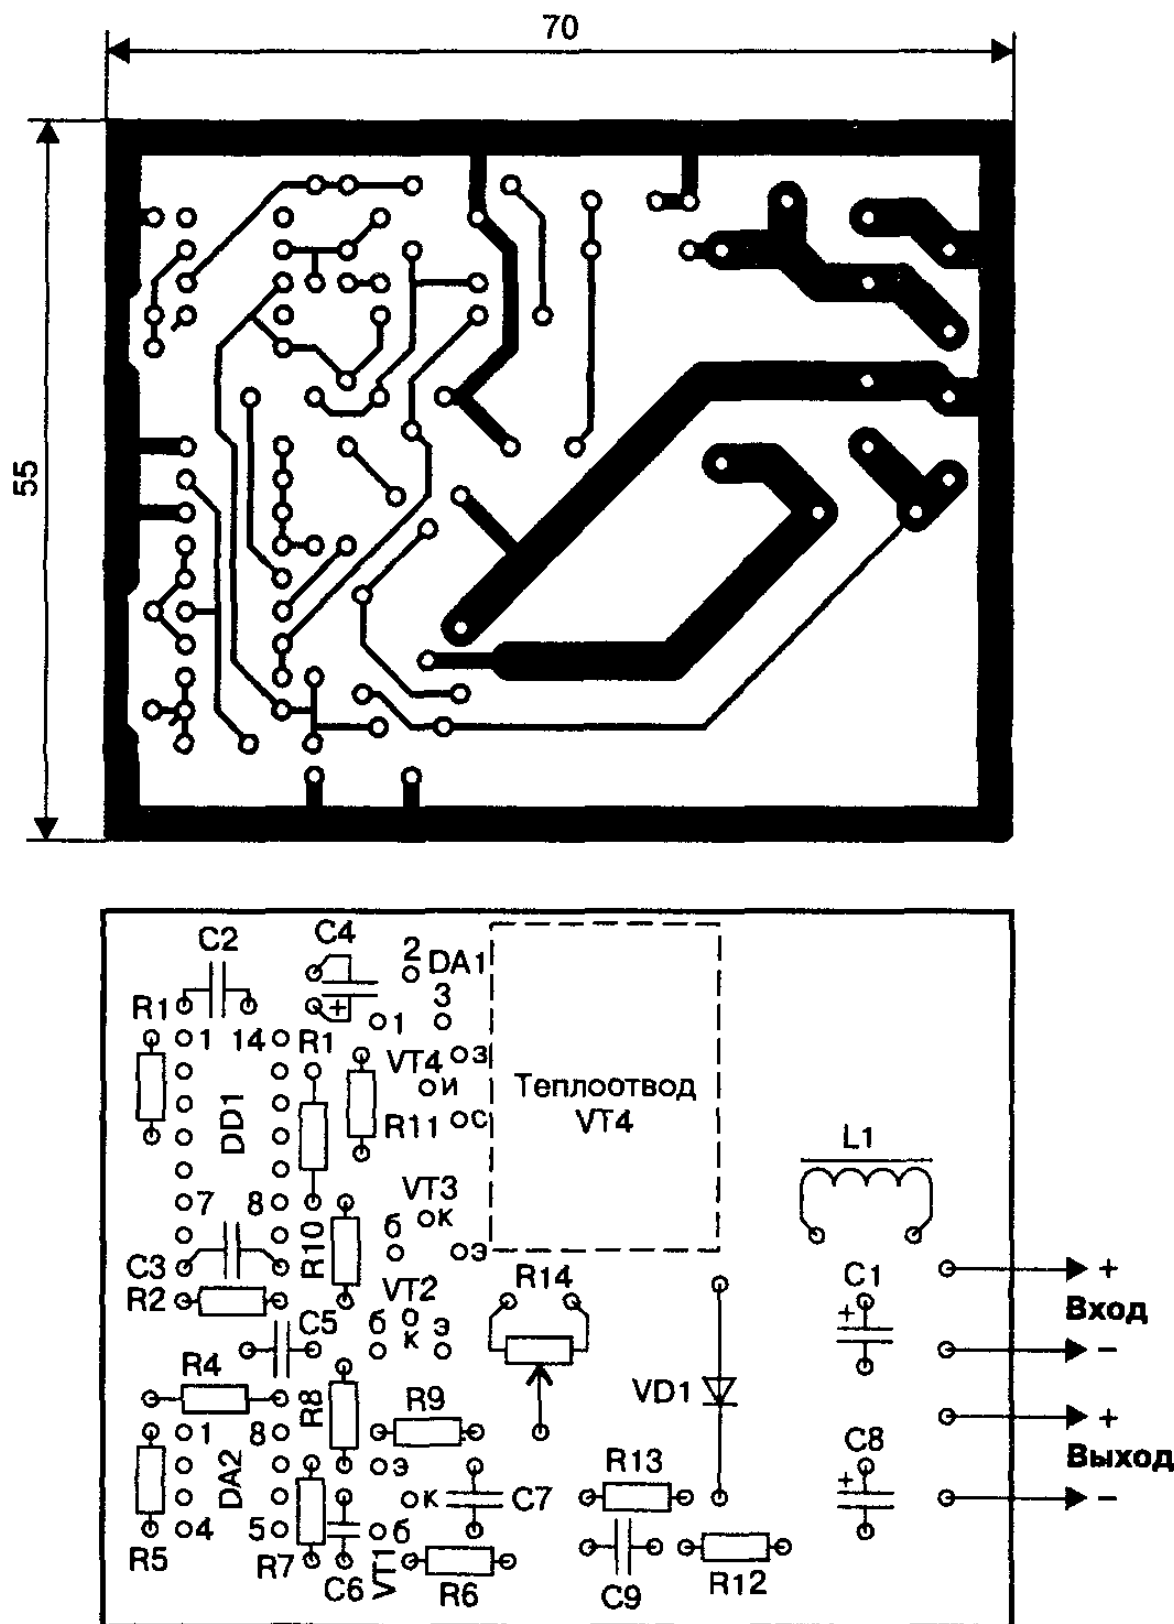 70
55
C2
C4
2
DA1
3
R1
+
1
1
14
R1
VT4
з
и
Теплоотвод
VT4
DD1
R11
с
L1
7
8
VT3
к
б
э
R10
C3
R14
C1
+
Вход
R2
VT2
+
C5
б
к
э
–
R4
R8
R9
VD1
+
C8
Выход
1
8
э
R13
+
–
DA2
к
C7
4
5
б
R5
R7
C6
VT1
R6
C9
R12